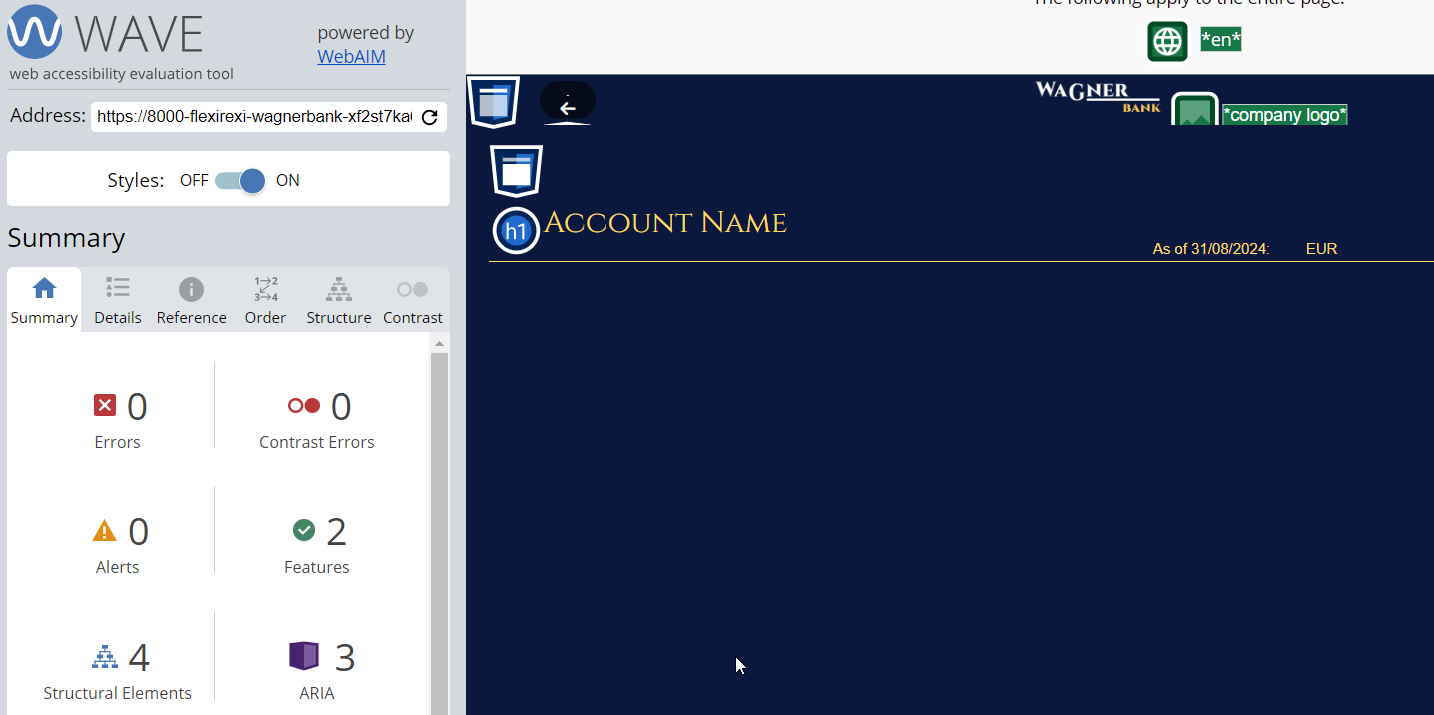 WAVE
powered by
WebAIM
web accessibility evaluation tool
Address: https://8000-flexirexi-wagnerbank-xf2st7ka
Styles: OFF ON
Summary
Summary Details Reference Order Structure Contrast
0
Errors
0
Contrast Errors
0
Alerts
2
Features
4
Structural Elements
3
ARIA
The following apply to the entire page:
*en*
WAGNER
BANK
*company logo*
h1 Account Name
As of 31/08/2024: EUR